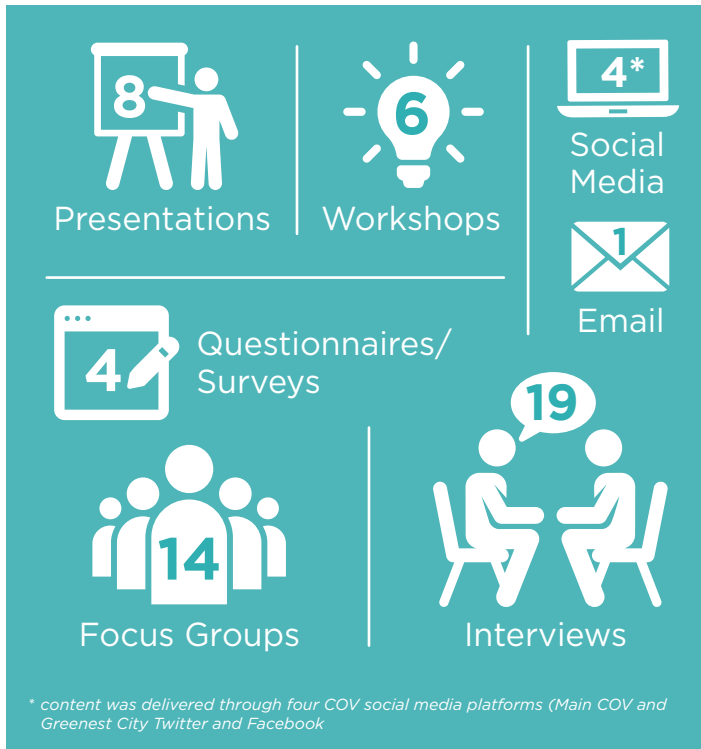 8
Presentations
6
Workshops
4*
Social
Media
1
Email
4
Questionnaires/
Surveys
14
Focus Groups
19
Interviews
* content was delivered through four COV social media platforms (Main COV and
Greenest City Twitter and Facebook